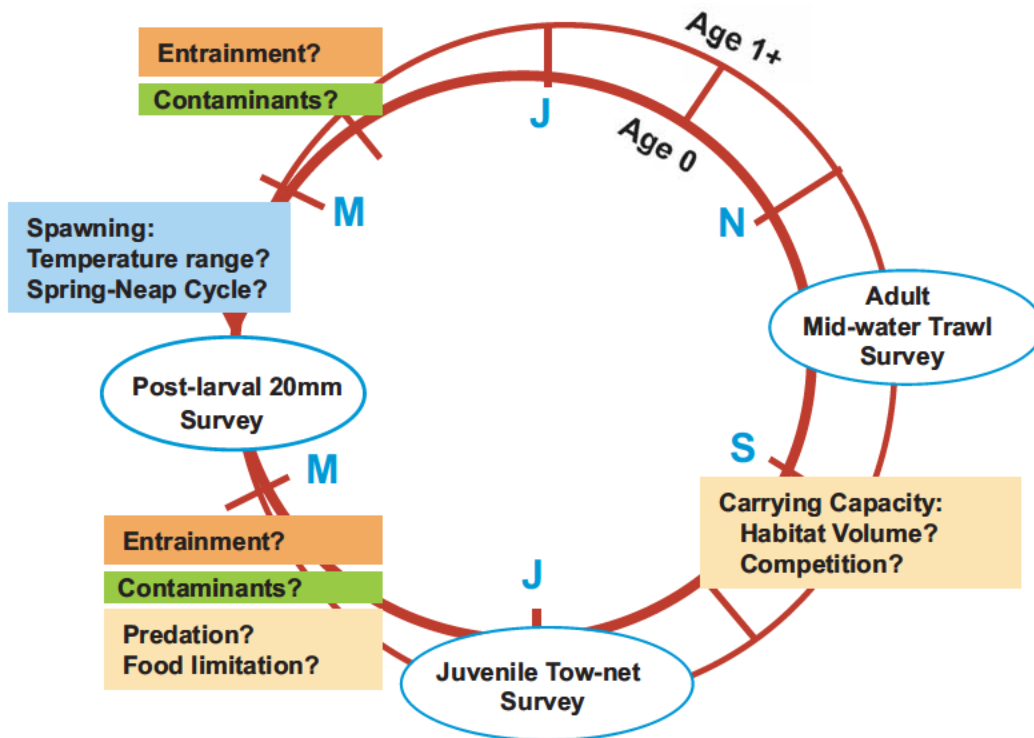 Entrainment?
Contaminants?
Age 1+
J
Age 0
M
N
Spawning:
Temperature range?
Spring-Neap Cycle?
Adult
Mid-water Trawl
Survey
Post-larval 20mm
Survey
M
S
Carrying Capacity:
Habitat Volume?
Competition?
Entrainment?
Contaminants?
Predation?
Food limitation?
J
Juvenile Tow-net
Survey